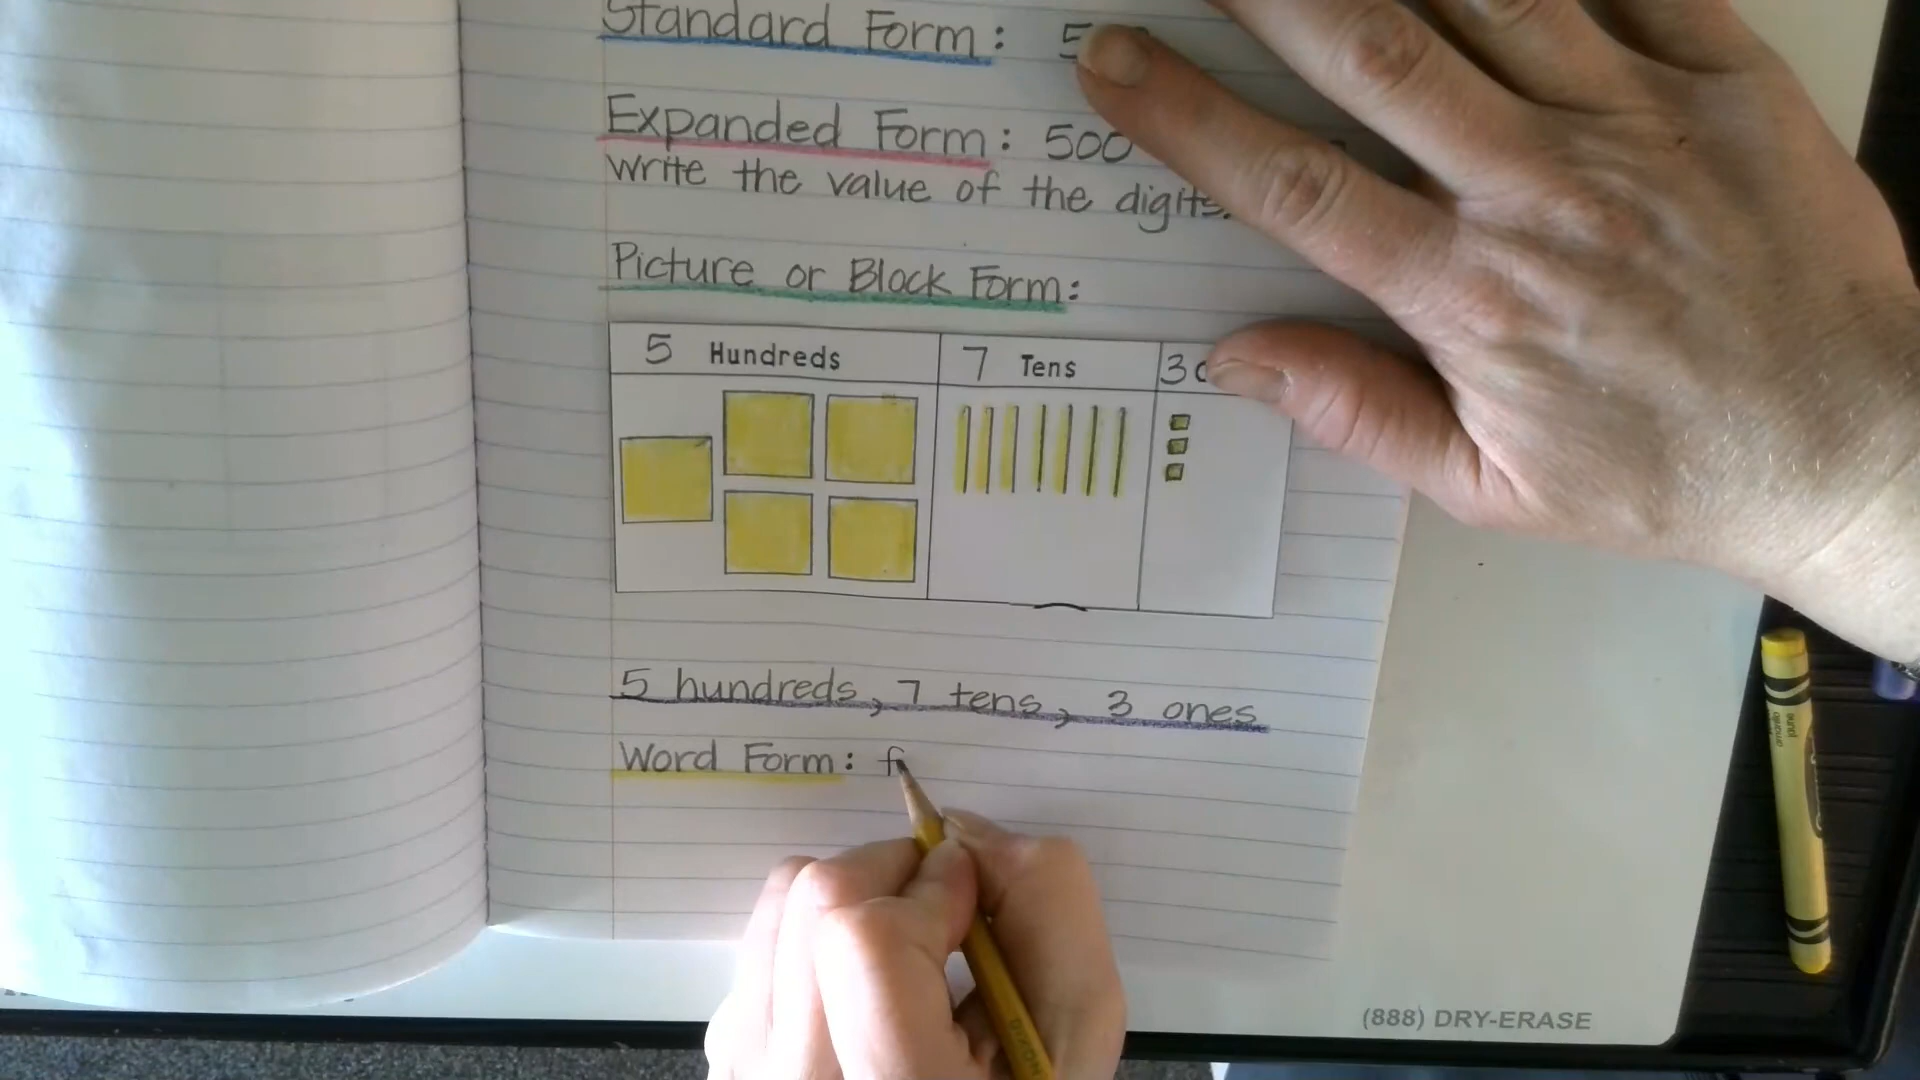 Standard Form: 5
Expanded Form: 500
Write the value of the digits.
Picture or Block Form:
5 Hundreds 7 Tens 3
5 hundreds, 7 tens, 3 ones
Word Form: f
(888) DRY-ERASE